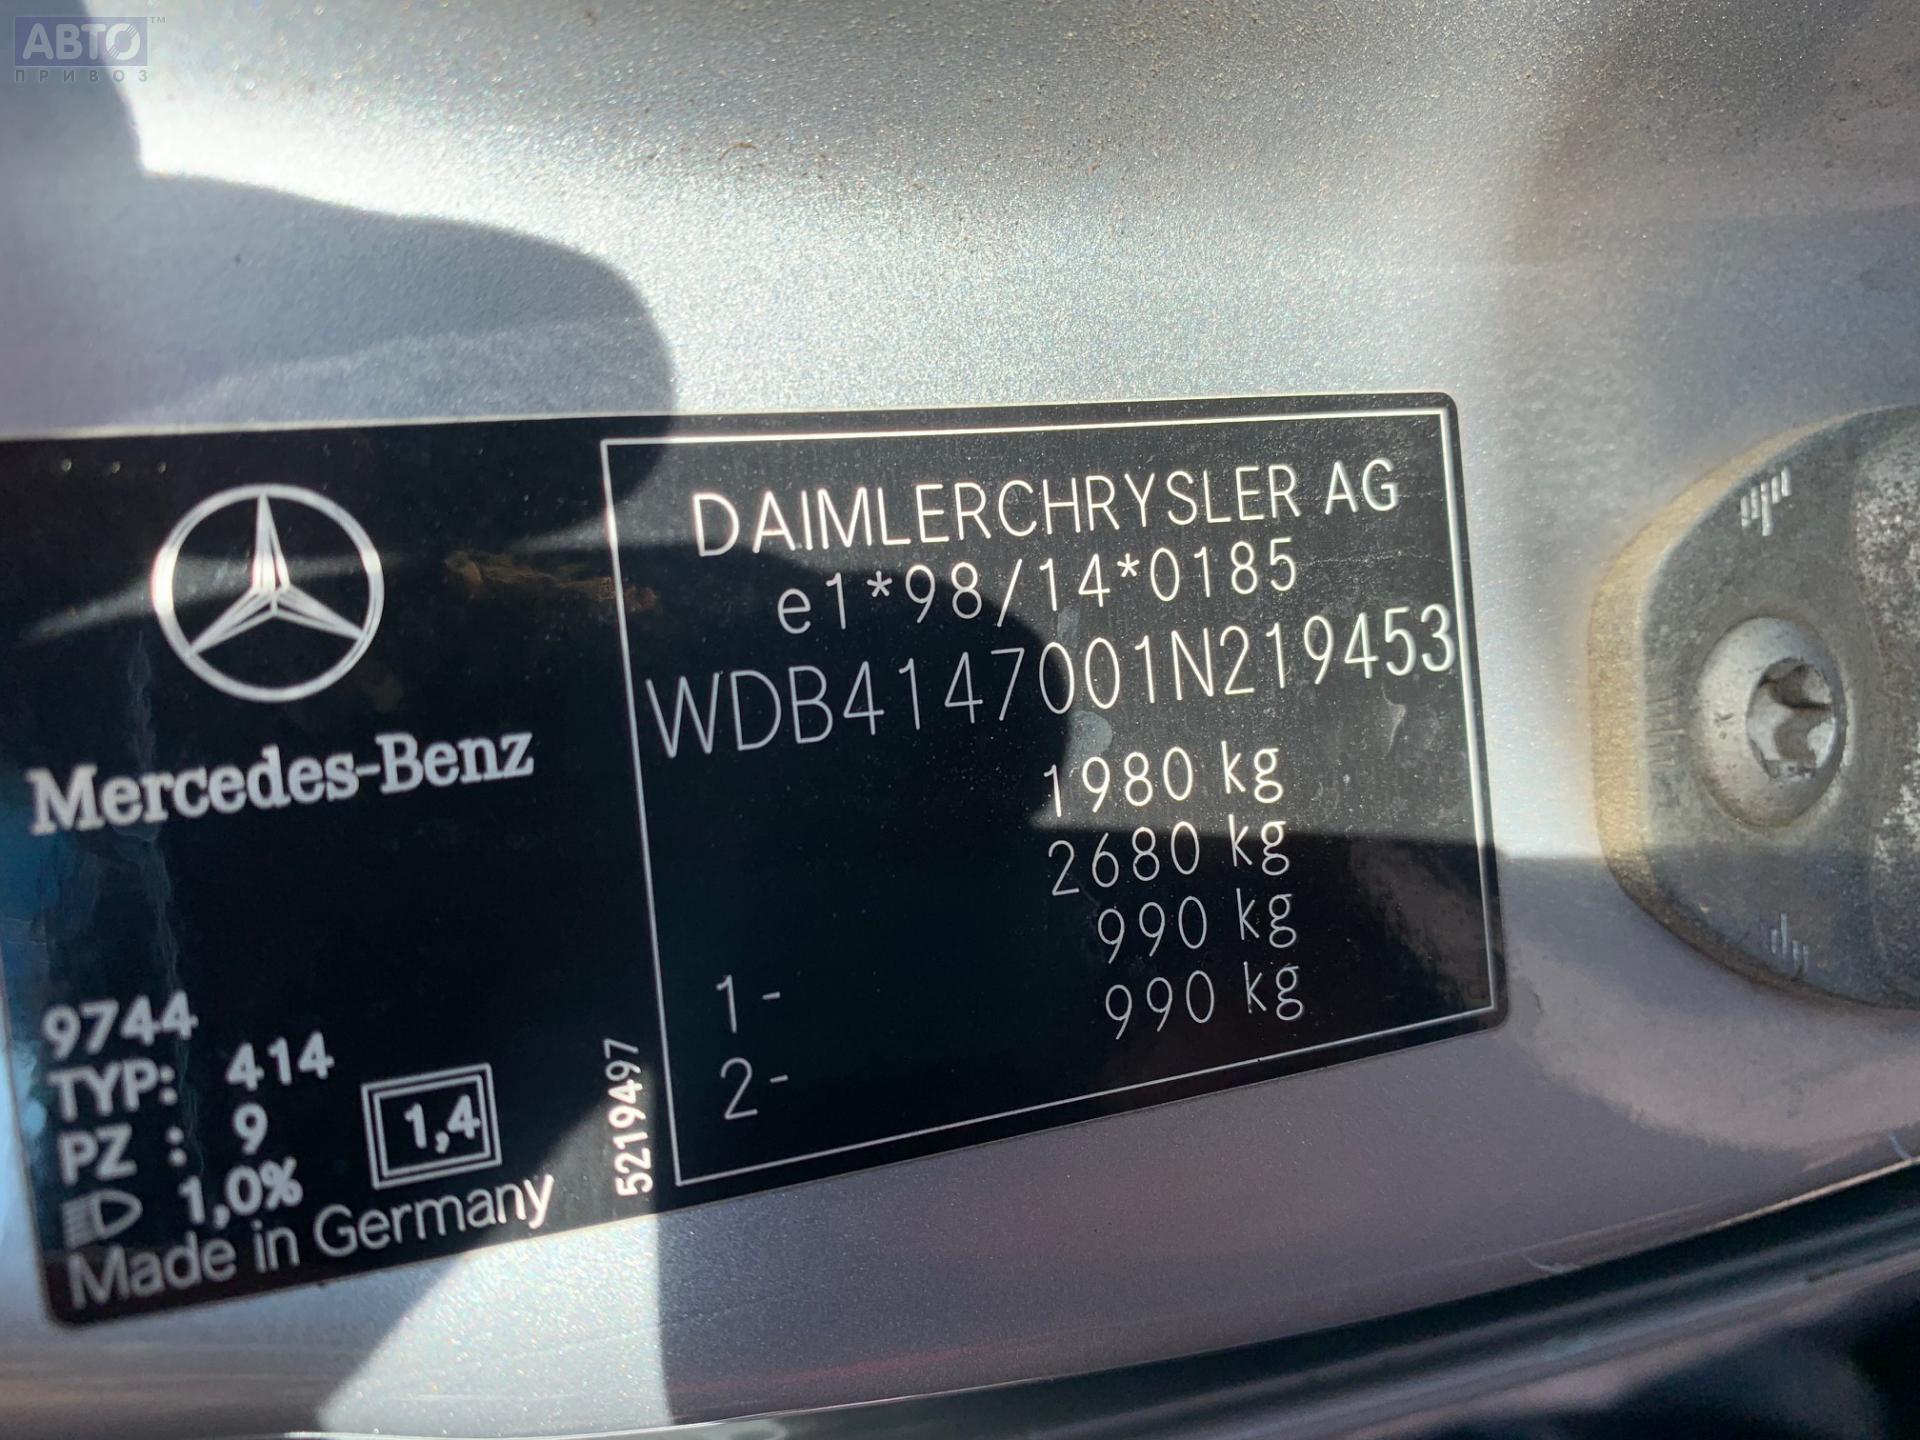 АВТО™
ПРИВОЗ
Mercedes-Benz
9744
TYP: 414
PZ : 9
1,0%
1,4
Made in Germany
5219497
DAIMLERCHRYSLER AG
e1*98/14*0185
WDB4147001N219453
1980 kg
2680 kg
1- 990 kg
2- 990 kg